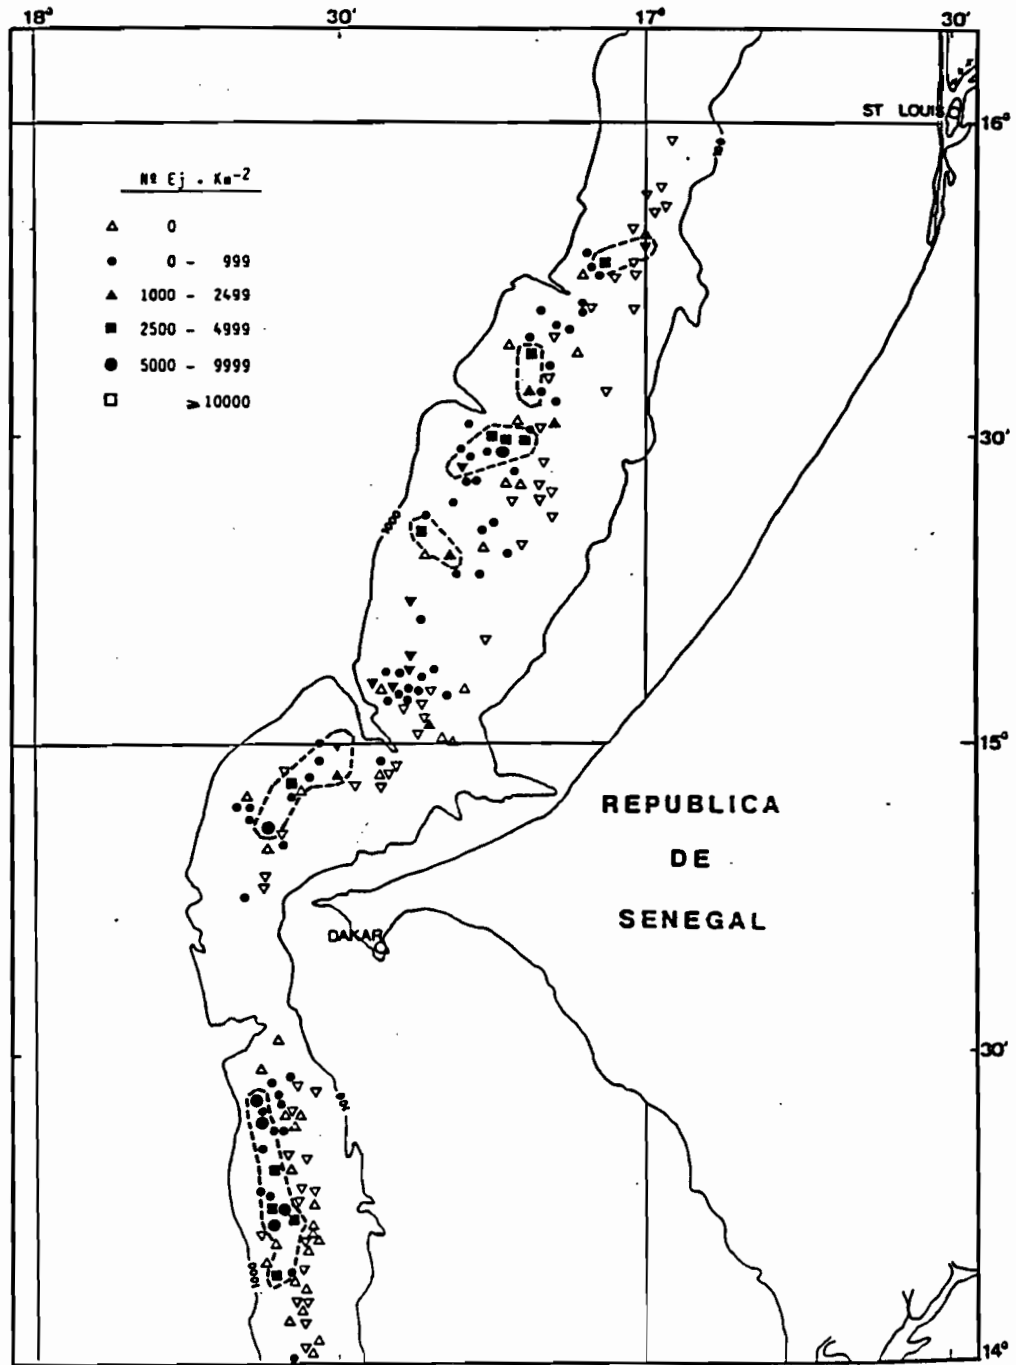 18° 30' 17° 30'
ST LOUIS
16°
Nº Ej . Km-2
0
0 - 999
1000 - 2499
2500 - 4999
5000 - 9999
≥ 10000
30'
1000
15°
REPUBLICA
DE
SENEGAL
DAKAR
30'
100
1000
14°